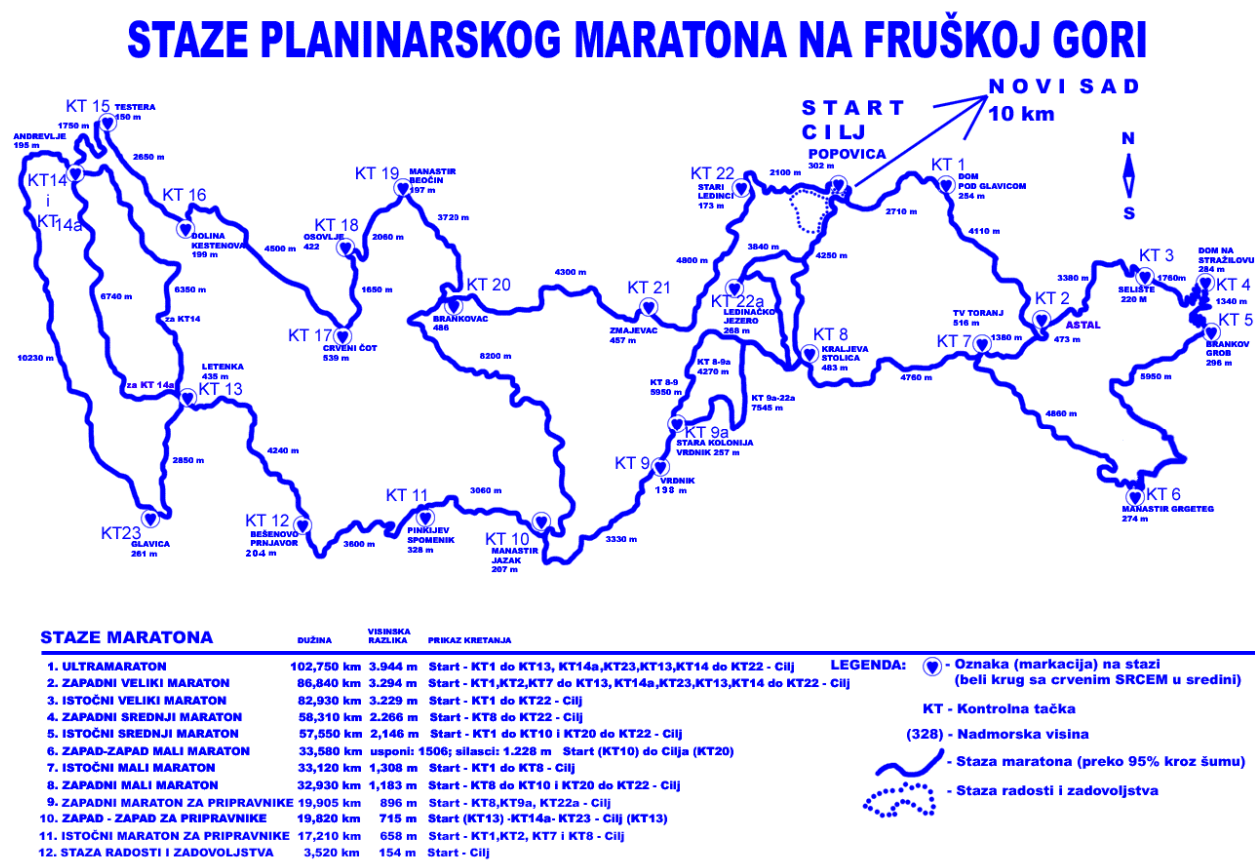 STAZE PLANINARSKOG MARATONA NA FRUŠKOJ GORI
NOVI SAD
10 km
START
CILJ
POPOVICA
302 m
N
S
KT 15
TESTERA
150 m
1750 m
ANDREVLJE
195 m
2650 m
KT14
i
KT14a
KT 16
DOLINA
KESTENOVA
199 m
4500 m
KT 19
MANASTIR
BEOČIN
197 m
KT 18
OSOVLJE
422
2060 m
3720 m
1650 m
KT 17
CRVENI ČOT
539 m
KT 20
BRANKOVAC
486
4300 m
KT 21
ZMAJEVAC
457 m
4800 m
KT 22
STARI
LEDINCI
173 m
2100 m
2710 m
KT 1
DOM
POD GLAVICOM
254 m
4110 m
3840 m
4250 m
KT 22a
LEDINAČKO
JEZERO
268 m
KT 8
KRALJEVA
STOLICA
483 m
4760 m
TV TORANJ
516 m
KT 7
1380 m
KT 2
ASTAL
473 m
3380 m
KT 3
SELIŠTE
220 M
1760m
DOM NA
STRAŽILOVU
284 m
KT 4
1340 m
KT 5
BRANKOV
GROB
296 m
5950 m
4860 m
KT 6
MANASTIR GRGETEG
274 m
KT 8-9a
4270 m
KT 8-9
5950 m
KT 9a-22a
7545 m
KT 9a
STARA KOLONIJA
VRDNIK 257 m
KT 9
VRDNIK
198 m
3330 m
8200 m
KT 10
MANASTIR
JAZAK
207 m
3060 m
KT 11
PINKIJEV
SPOMENIK
328 m
3600 m
KT 12
BEŠENOVO
PRNJAVOR
204 m
4240 m
LETENKA
435 m
KT 13
za KT14
za KT 14a
6350 m
6740 m
10230 m
2850 m
KT23
GLAVICA
261 m
STAZE MARATONA DUŽINA VISINSKA RAZLIKA PRIKAZ KRETANJA
1. ULTRAMARATON 102,750 km 3.944 m Start - KT1 do KT13, KT14a,KT23,KT13,KT14 do KT22 - Cilj
2. ZAPADNI VELIKI MARATON 86,840 km 3.294 m Start - KT1,KT2,KT7 do KT13, KT14a,KT23,KT13,KT14 do KT22 - Cilj
3. ISTOČNI VELIKI MARATON 82,930 km 3.229 m Start - KT1 do KT22 - Cilj
4. ZAPADNI SREDNJI MARATON 58,310 km 2.266 m Start - KT8 do KT22 - Cilj
5. ISTOČNI SREDNJI MARATON 57,550 km 2,146 m Start - KT1 do KT10 i KT20 do KT22 - Cilj
6. ZAPAD-ZAPAD MALI MARATON 33,580 km usponi: 1506; silasci: 1.228 m Start (KT10) do Cilja (KT20)
7. ISTOČNI MALI MARATON 33,120 km 1,308 m Start - KT1 do KT8 - Cilj
8. ZAPADNI MALI MARATON 32,930 km 1,183 m Start - KT8 do KT10 i KT20 do KT22 - Cilj
9. ZAPADNI MARATON ZA PRIPRAVNIKE 19,905 km 896 m Start - KT8,KT9a, KT22a - Cilj
10. ZAPAD - ZAPAD ZA PRIPRAVNIKE 19,820 km 715 m Start (KT13) -KT14a- KT23 - Cilj (KT13)
11. ISTOČNI MARATON ZA PRIPRAVNIKE 17,210 km 658 m Start - KT1,KT2, KT7 i KT8 - Cilj
12. STAZA RADOSTI I ZADOVOLJSTVA 3,520 km 154 m Start - Cilj
LEGENDA: - Oznaka (markacija) na stazi
(beli krug sa crvenim SRCEM u sredini)
KT - Kontrolna tačka
(328) - Nadmorska visina
- Staza maratona (preko 95% kroz šumu)
- Staza radosti i zadovoljstva